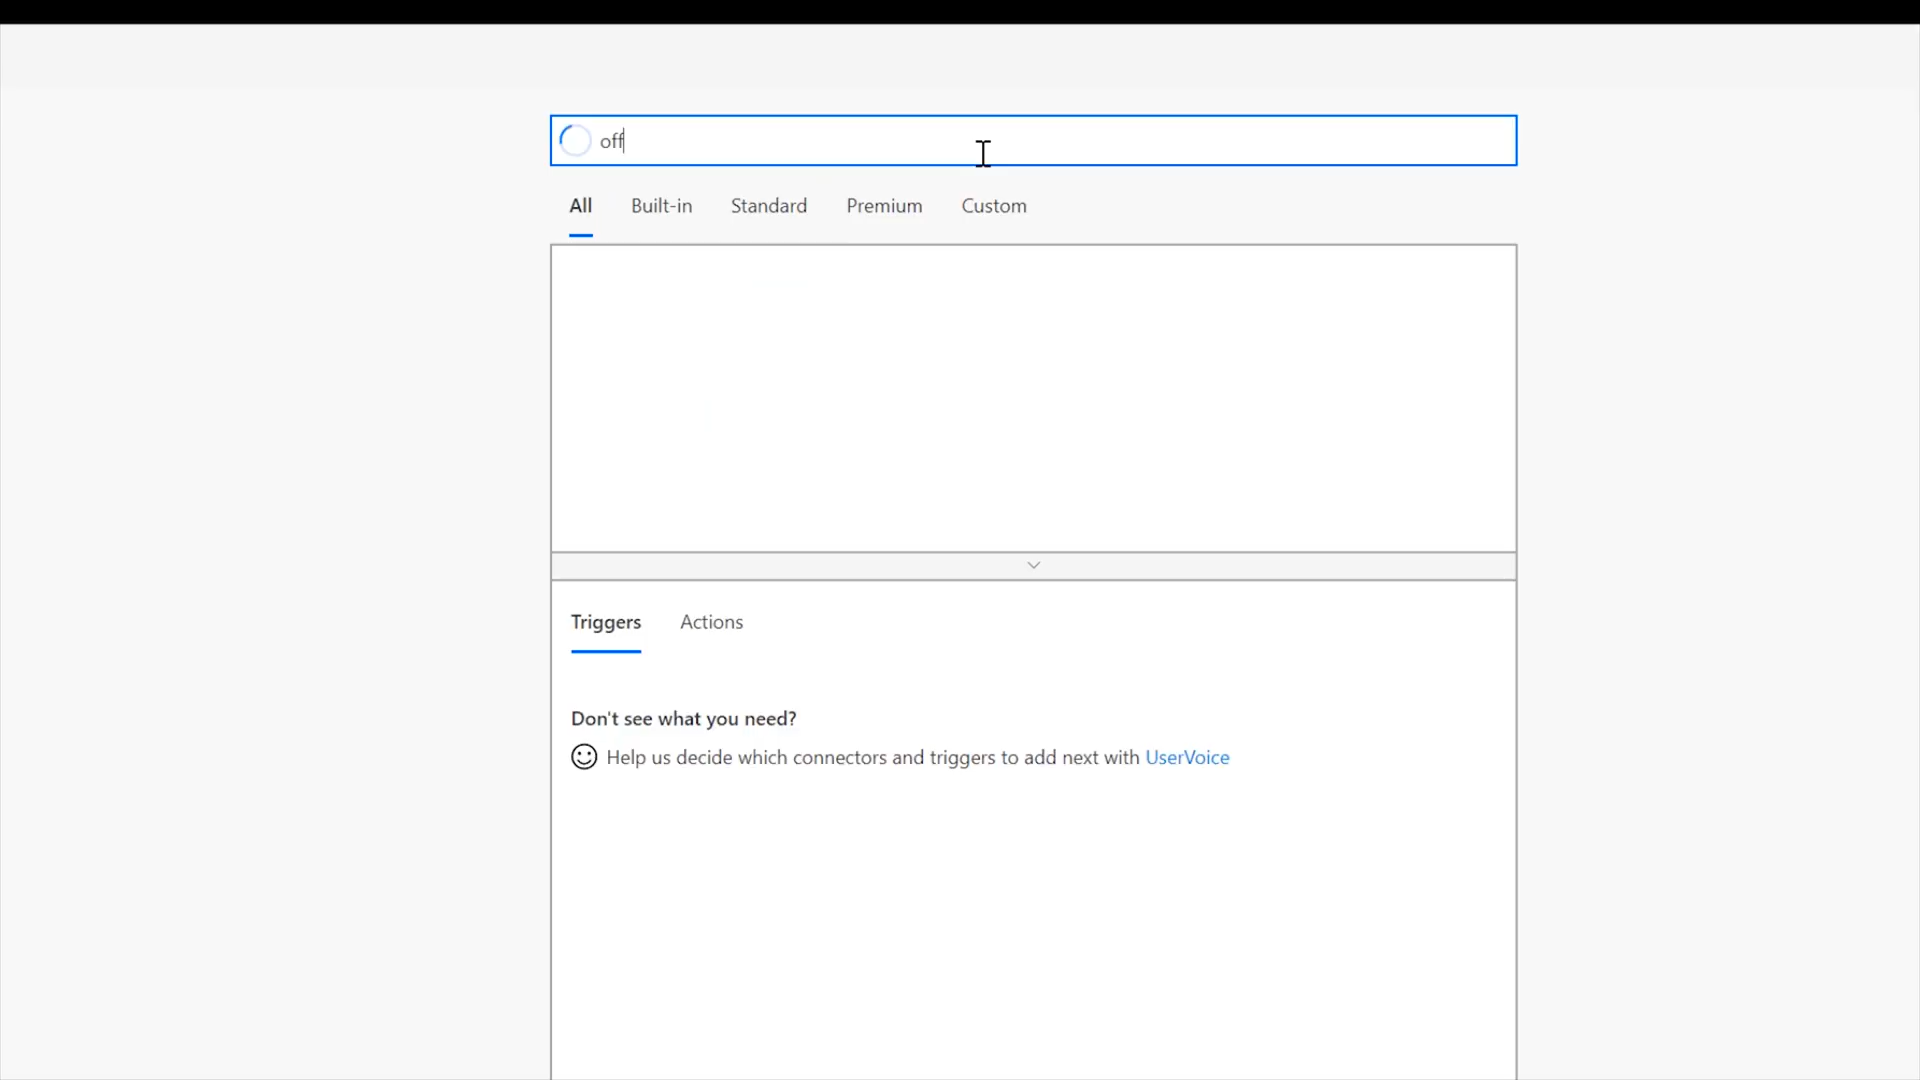 off
All Built-in Standard Premium Custom
Triggers Actions
Don't see what you need?
Help us decide which connectors and triggers to add next with UserVoice